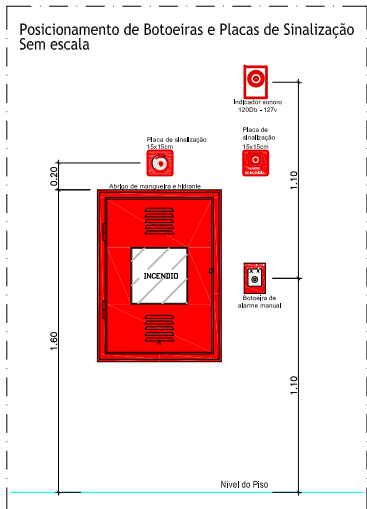 Posicionamento de Botoeiras e Placas de Sinalização
Sem escala
Indicador sonoro
120Db - 127v
Placa de sinalização
15x15cm
Placa de
sinalização
15x15cm
0.20
1.10
Abrigo de mangueira e hidrante
INCENDIO
Botoeira de
alarme manual
1.60
1.10
Nivel do Piso